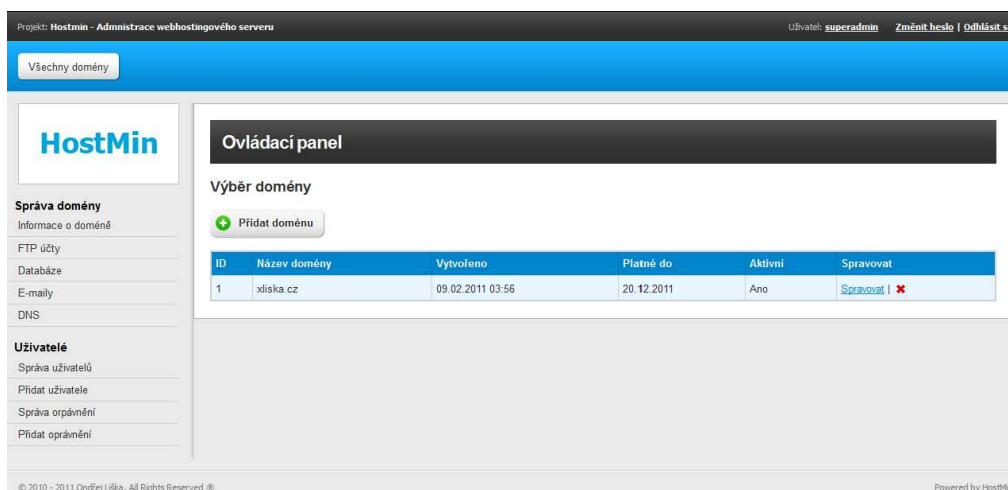 Projekt: Hostmin - Admnistrace webhostingového serveru Uživatel: superadmin Změnit heslo | Odhlásit s
Všechny domény
HostMin
Ovládací panel
Výběr domény
Přidat doménu
Správa domény
Informace o doméně
FTP účty
Databáze
E-maily
DNS
ID Název domény Vytvořeno Platné do Aktivní Spravovat
1 xliska.cz 09.02.2011 03:56 20.12.2011 Ano Spravovat |
Uživatelé
Správa uživatelů
Přidat uživatele
Správa orpávnění
Přidat oprávnění
© 2010 - 2011 Ondřej Liška, All Rights Reserved ® Powered by HostMi